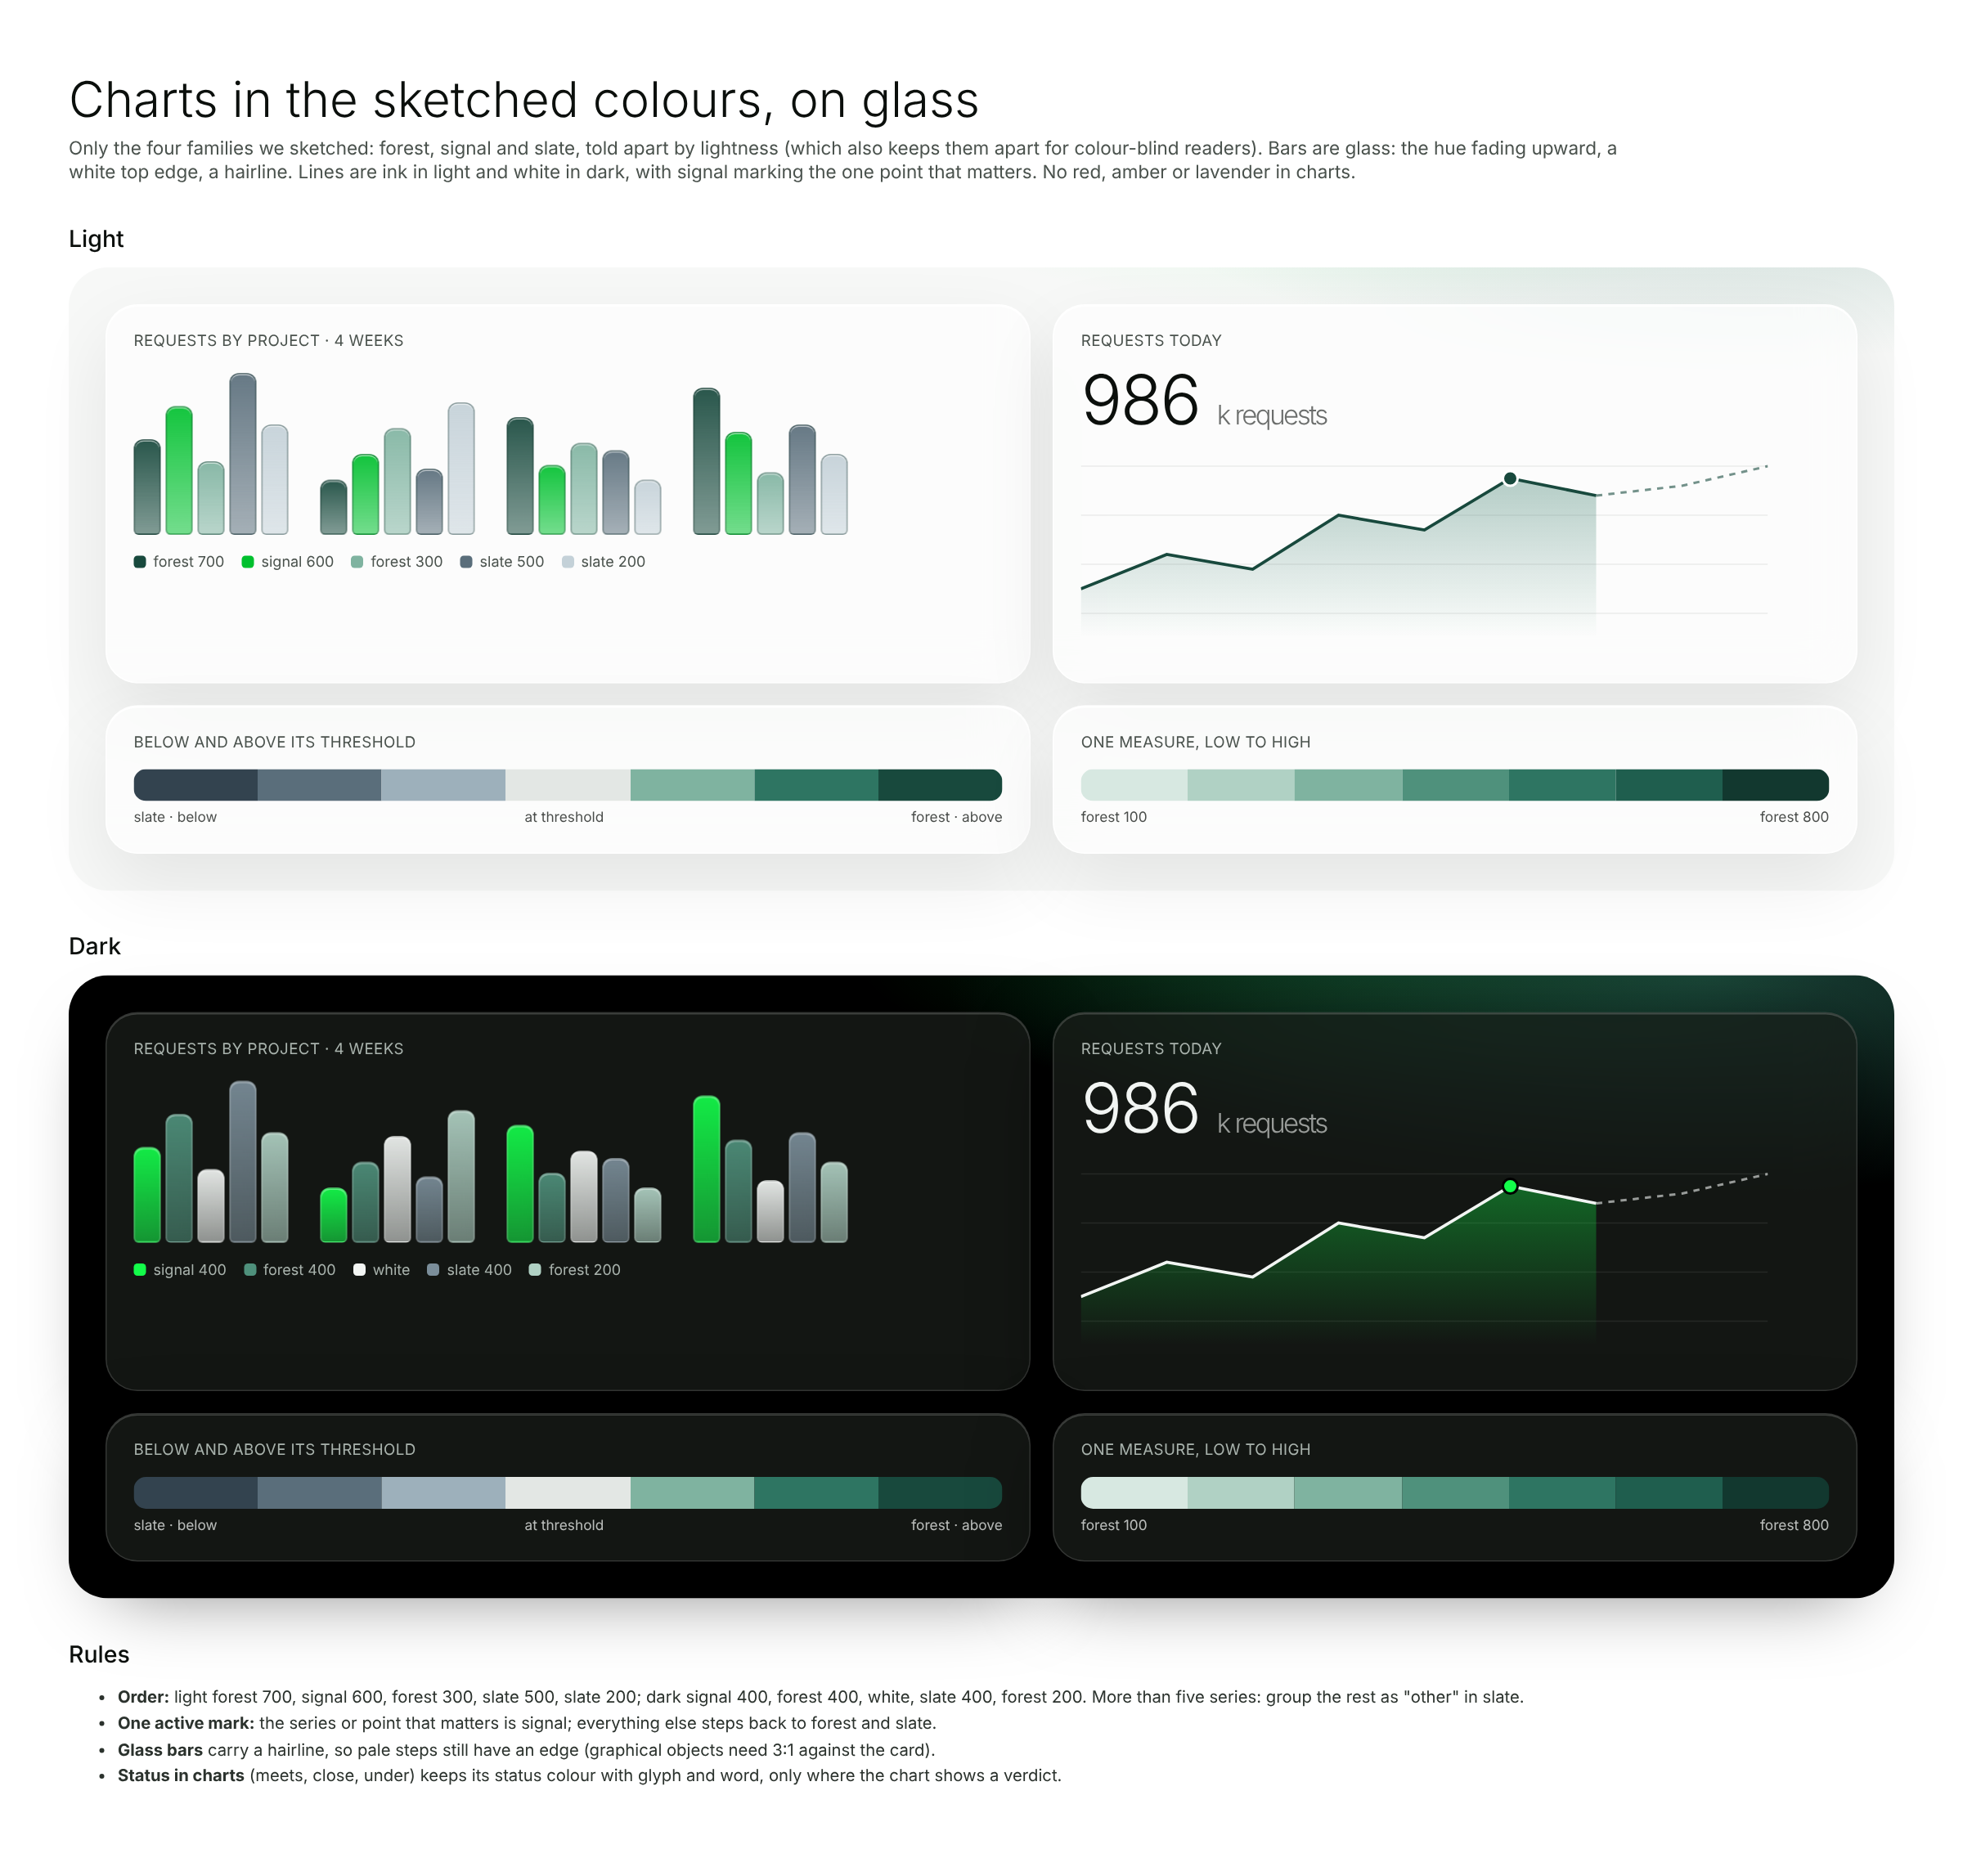 Charts in the sketched colours, on glass
Only the four families we sketched: forest, signal and slate, told apart by lightness (which also keeps them apart for colour-blind readers). Bars are glass: the hue fading upward, a
white top edge, a hairline. Lines are ink in light and white in dark, with signal marking the one point that matters. No red, amber or lavender in charts.
Light
REQUESTS BY PROJECT · 4 WEEKS
forest 700 signal 600 forest 300 slate 500 slate 200
REQUESTS TODAY
986 k requests
BELOW AND ABOVE ITS THRESHOLD
slate · below at threshold forest · above
ONE MEASURE, LOW TO HIGH
forest 100 forest 800
Dark
REQUESTS BY PROJECT · 4 WEEKS
signal 400 forest 400 white slate 400 forest 200
REQUESTS TODAY
986 k requests
BELOW AND ABOVE ITS THRESHOLD
slate · below at threshold forest · above
ONE MEASURE, LOW TO HIGH
forest 100 forest 800
Rules
• Order: light forest 700, signal 600, forest 300, slate 500, slate 200; dark signal 400, forest 400, white, slate 400, forest 200. More than five series: group the rest as "other" in slate.
• One active mark: the series or point that matters is signal; everything else steps back to forest and slate.
• Glass bars carry a hairline, so pale steps still have an edge (graphical objects need 3:1 against the card).
• Status in charts (meets, close, under) keeps its status colour with glyph and word, only where the chart shows a verdict.